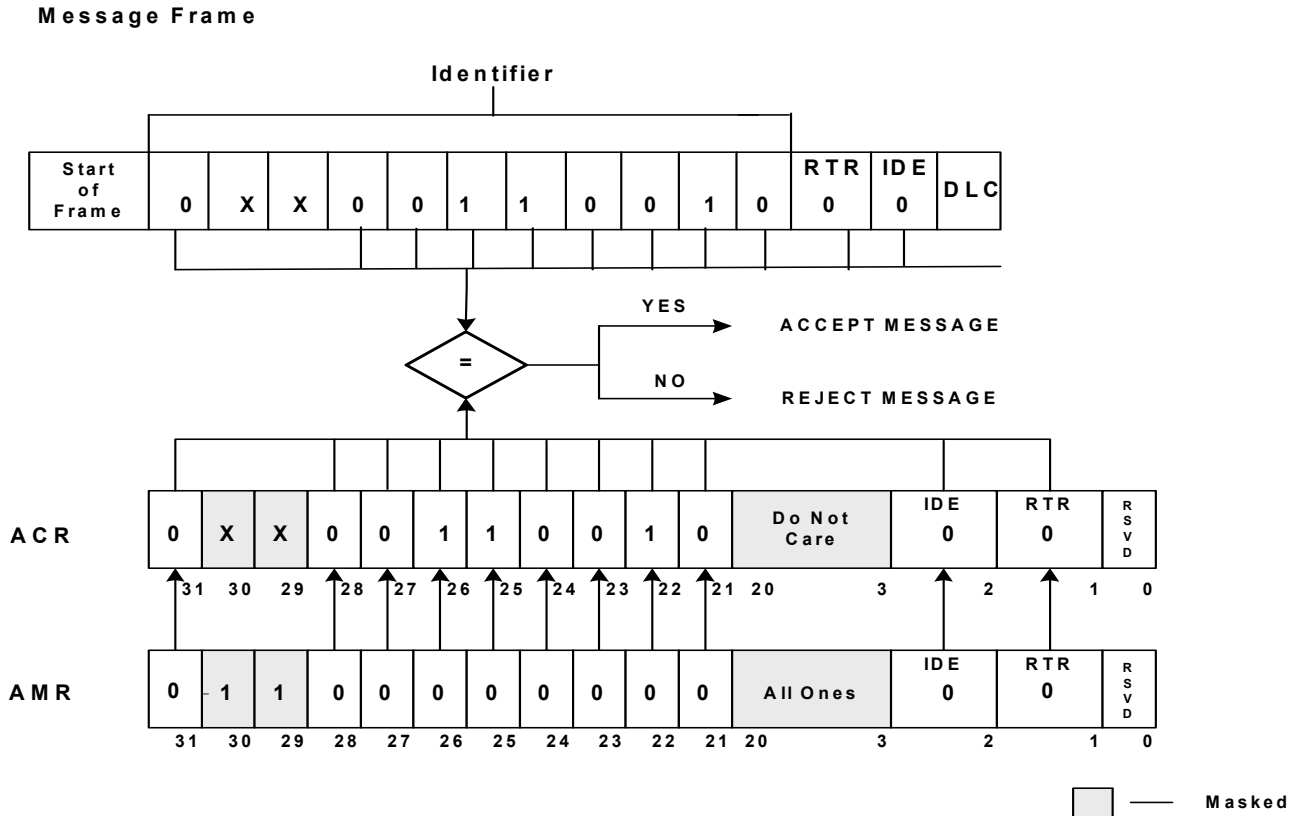 Message Frame
Identifier
Start of Frame 0 X X 0 0 1 1 0 0 1 0 RTR 0 IDE 0 DLC
=
YES
ACCEPT MESSAGE
NO
REJECT MESSAGE
ACR 0 X X 0 0 1 1 0 0 1 0 Do Not Care IDE 0 RTR 0 RSVD
31 30 29 28 27 26 25 24 23 22 21 20 3 2 1 0
AMR 0 1 1 0 0 0 0 0 0 0 0 All Ones IDE 0 RTR 0 RSVD
31 30 29 28 27 26 25 24 23 22 21 20 3 2 1 0
Masked